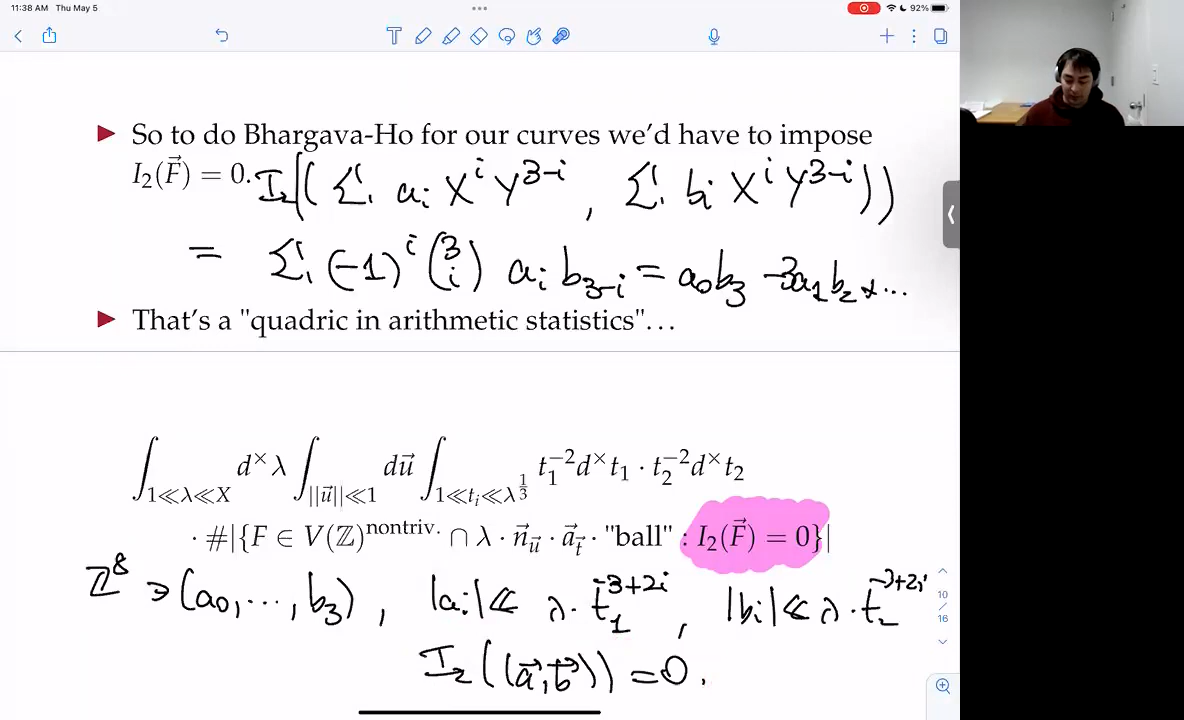 11:38 AM Thu May 5
92%
▶ So to do Bhargava-Ho for our curves we'd have to impose
I₂(F⃗) = 0. I₂((Σ aᵢ Xⁱ Y³⁻ⁱ, Σ bᵢ Xⁱ Y³⁻ⁱ))
= Σ (-1)ⁱ (3 i) aᵢ b₃₋ᵢ = a₀b₃ - 3a₁b₂ + ...
▶ That's a "quadric in arithmetic statistics"...
∫_{1≪λ≪X} d^×λ ∫_{||u⃗||≪1} du⃗ ∫_{1≪tᵢ≪λ^{1/3}} t₁⁻² d^×t₁ · t₂⁻² d^×t₂
· #|{F ∈ V(ℤ)^{nontriv.} ∩ λ · n⃗_{u⃗} · a⃗_{t⃗} · "ball" : I₂(F⃗) = 0}|
ℤ⁸ ∋ (a₀, ..., b₃), |aᵢ| ≪ λ · t₁^{-3+2i}, |bᵢ| ≪ λ · t₂^{-3+2i}
I₂((a⃗, b⃗)) = 0.
10
/
16